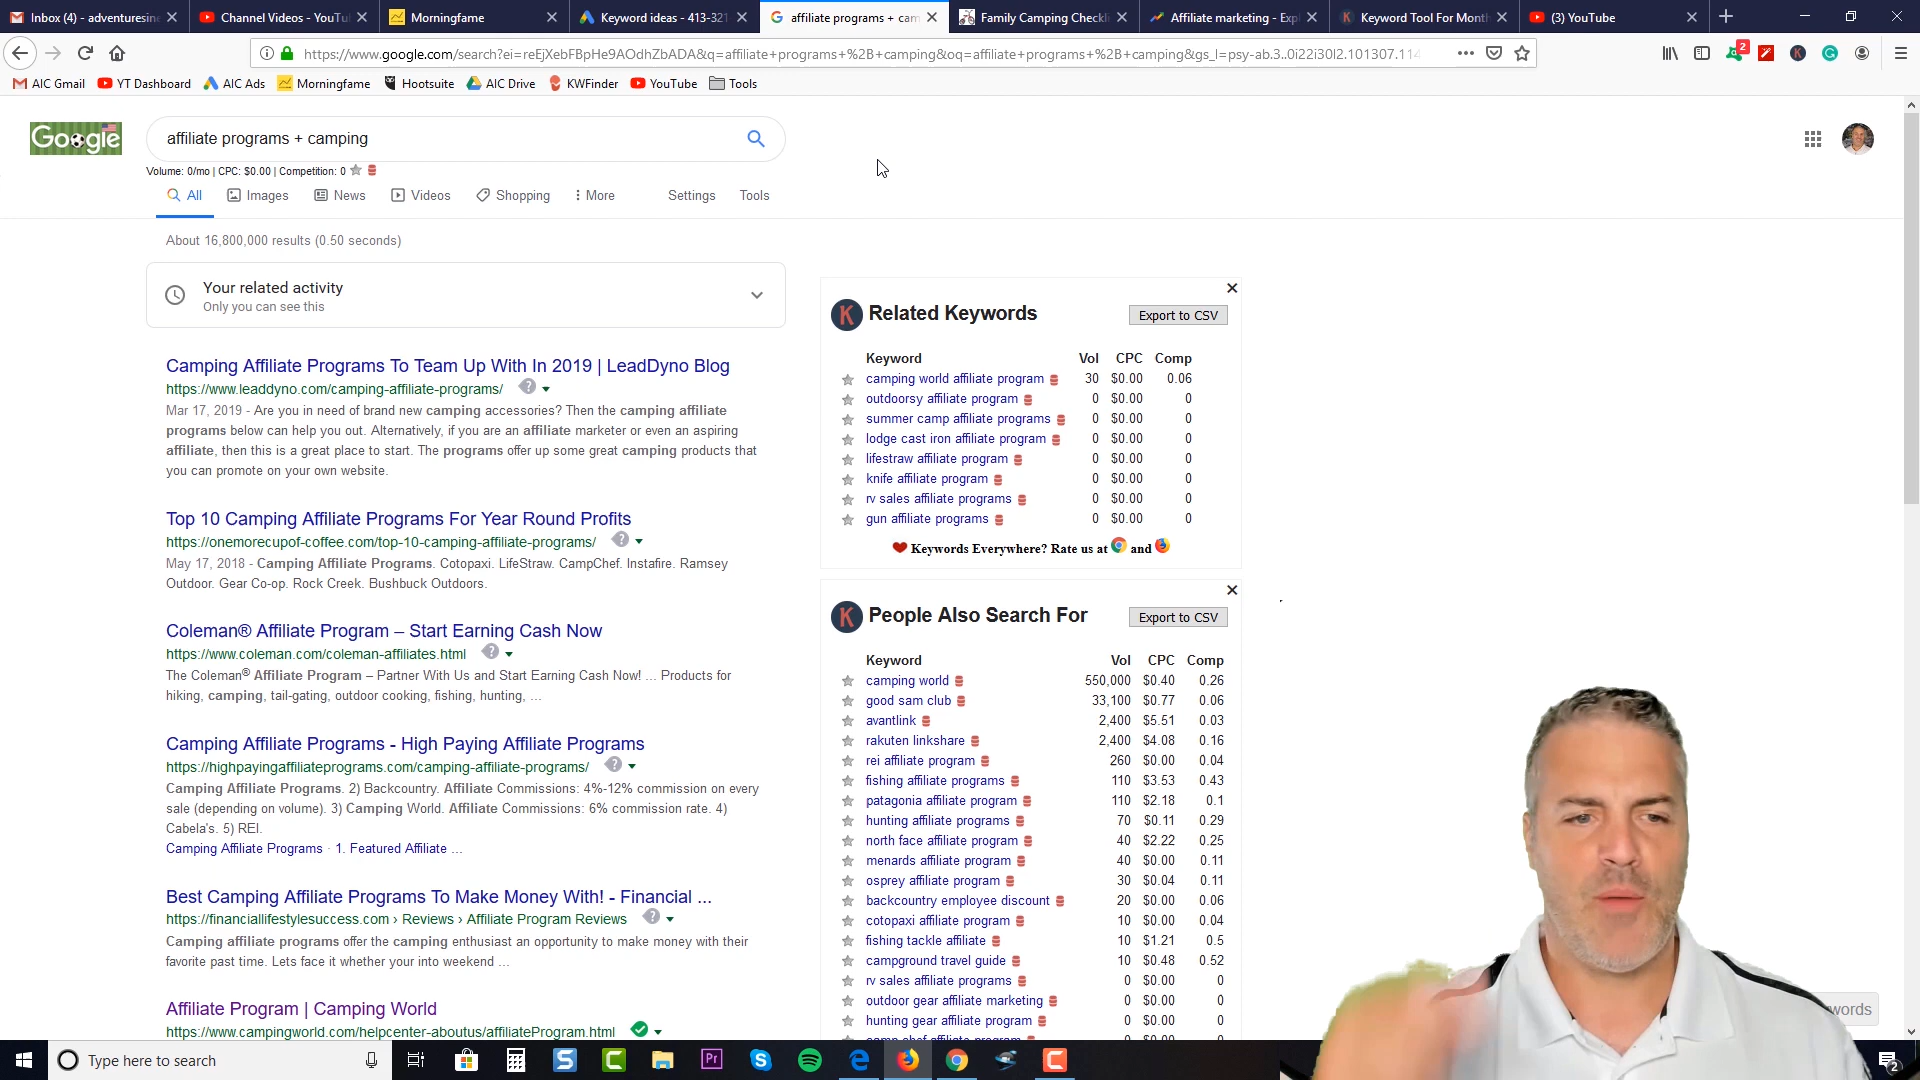 Inbox (4) - adventuresine
Channel Videos - YouTu
Morningfame
Keyword ideas - 413-321
affiliate programs + cam
Family Camping Checkli
Affiliate marketing - Expl
Keyword Tool For Month
(3) YouTube
https://www.google.com/search?ei=reEjXebFBpHe9AOdhZbADA&q=affiliate+programs+%2B+camping&oq=affiliate+programs+%2B+camping&gs_l=psy-ab.3..0i22i30l2.101307.114
2
AIC Gmail YT Dashboard AIC Ads Morningfame Hootsuite AIC Drive KWFinder YouTube Tools
Google
affiliate programs + camping
Volume: 0/mo | CPC: $0.00 | Competition: 0
All Images News Videos Shopping More Settings Tools
About 16,800,000 results (0.50 seconds)
Your related activity
Only you can see this
Camping Affiliate Programs To Team Up With In 2019 | LeadDyno Blog
https://www.leaddyno.com/camping-affiliate-programs/
Mar 17, 2019 - Are you in need of brand new camping accessories? Then the camping affiliate
programs below can help you out. Alternatively, if you are an affiliate marketer or even an aspiring
affiliate, then this is a great place to start. The programs offer up some great camping products that
you can promote on your own website.
Top 10 Camping Affiliate Programs For Year Round Profits
https://onemorecupof-coffee.com/top-10-camping-affiliate-programs/
May 17, 2018 - Camping Affiliate Programs. Cotopaxi. LifeStraw. CampChef. Instafire. Ramsey
Outdoor. Gear Co-op. Rock Creek. Bushbuck Outdoors.
Coleman® Affiliate Program – Start Earning Cash Now
https://www.coleman.com/coleman-affiliates.html
The Coleman® Affiliate Program – Partner With Us and Start Earning Cash Now! ... Products for
hiking, camping, tail-gating, outdoor cooking, fishing, hunting, ...
Camping Affiliate Programs - High Paying Affiliate Programs
https://highpayingaffiliateprograms.com/camping-affiliate-programs/
Camping Affiliate Programs. 2) Backcountry. Affiliate Commissions: 4%-12% commission on every
sale (depending on volume). 3) Camping World. Affiliate Commissions: 6% commission rate. 4)
Cabela's. 5) REI.
Camping Affiliate Programs · 1. Featured Affiliate ...
Best Camping Affiliate Programs To Make Money With! - Financial ...
https://financiallifestylesuccess.com › Reviews › Affiliate Program Reviews
Camping affiliate programs offer the camping enthusiast an opportunity to make money with their
favorite past time. Lets face it whether your into weekend ...
Affiliate Program | Camping World
https://www.campingworld.com/helpcenter-aboutus/affiliateProgram.html
K Related Keywords Export to CSV
Keyword Vol CPC Comp
camping world affiliate program 30 $0.00 0.06
outdoorsy affiliate program 0 $0.00 0
summer camp affiliate programs 0 $0.00 0
lodge cast iron affiliate program 0 $0.00 0
lifestraw affiliate program 0 $0.00 0
knife affiliate program 0 $0.00 0
rv sales affiliate programs 0 $0.00 0
gun affiliate programs 0 $0.00 0
Keywords Everywhere? Rate us at and
K People Also Search For Export to CSV
Keyword Vol CPC Comp
camping world 550,000 $0.40 0.26
good sam club 33,100 $0.77 0.06
avantlink 2,400 $5.51 0.03
rakuten linkshare 2,400 $4.08 0.16
rei affiliate program 260 $0.00 0.04
fishing affiliate programs 110 $3.53 0.43
patagonia affiliate program 110 $2.18 0.1
hunting affiliate programs 70 $0.11 0.29
north face affiliate program 40 $2.22 0.25
menards affiliate program 40 $0.00 0.11
osprey affiliate program 30 $0.04 0.11
backcountry employee discount 20 $0.00 0.06
cotopaxi affiliate program 10 $0.00 0.04
fishing tackle affiliate 10 $1.21 0.5
campground travel guide 10 $0.48 0.52
rv sales affiliate programs 0 $0.00 0
outdoor gear affiliate marketing 0 $0.00 0
hunting gear affiliate program 0 $0.00 0
camp chef affiliate program 0 $0.00 0
words
Type here to search
2